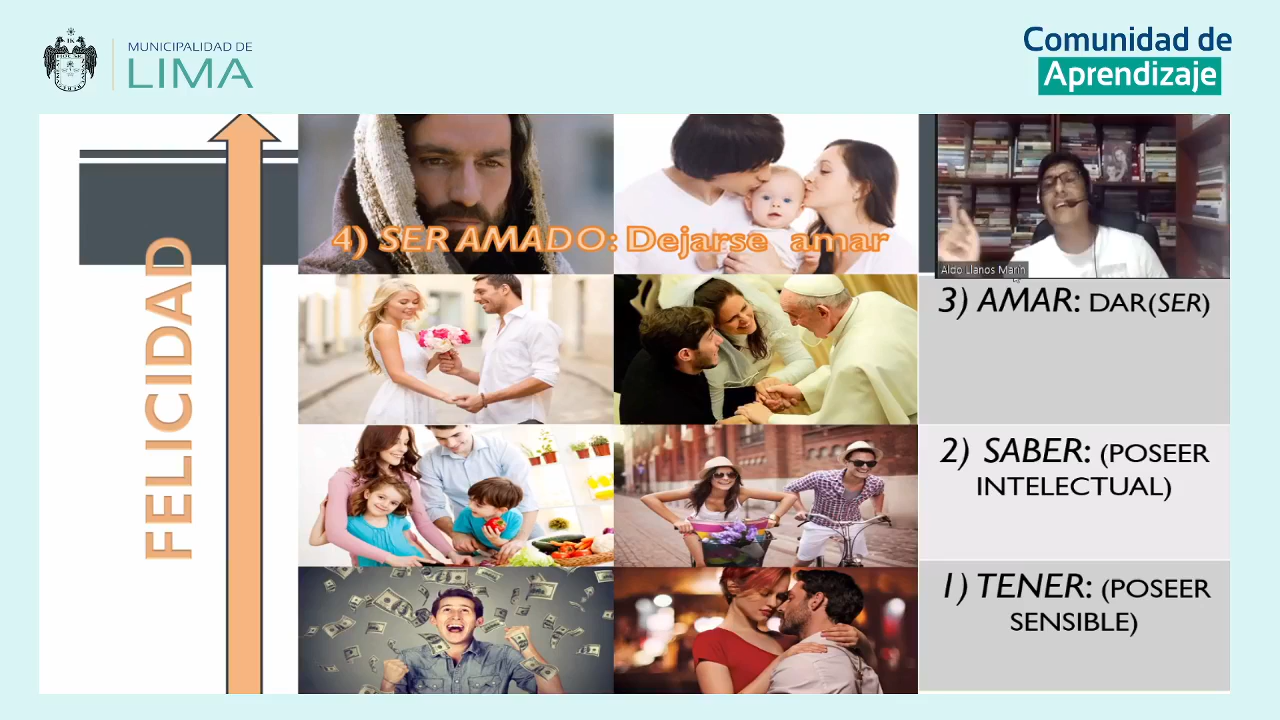 MUNICIPALIDAD DE
LIMA
Comunidad de
Aprendizaje
FELICIDAD
4) SER AMADO: Dejarse amar
Aldo Llanos Marin
3) AMAR: DAR(SER)
2) SABER: (POSEER
INTELECTUAL)
1) TENER: (POSEER
SENSIBLE)